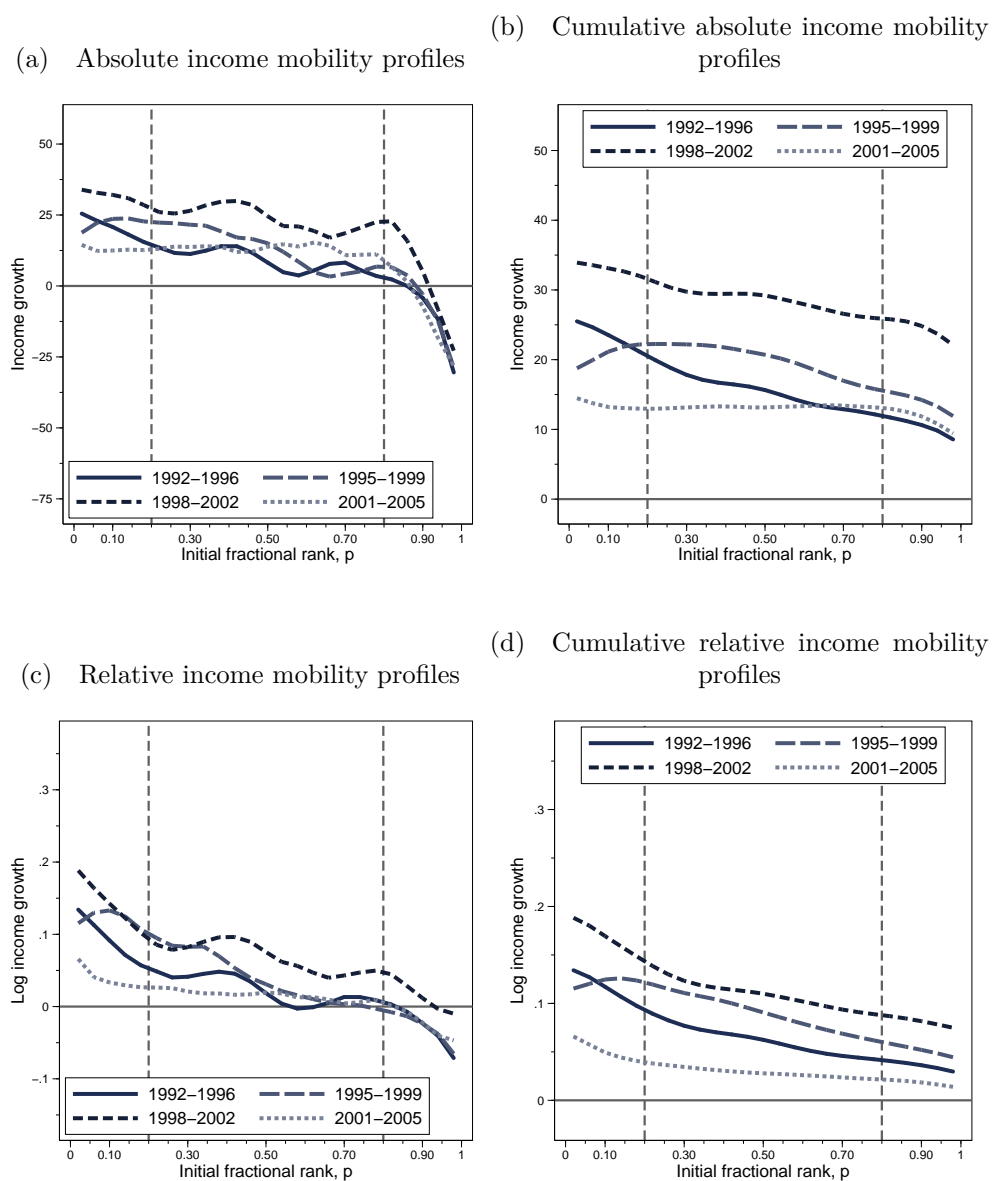 (a) Absolute income mobility profiles
50
25
0
−25
−50
−75
Income growth
1992−1996 1995−1999
1998−2002 2001−2005
0 0.10 0.30 0.50 0.70 0.90 1
Initial fractional rank, p
(b) Cumulative absolute income mobility
profiles
1992−1996 1995−1999
1998−2002 2001−2005
50
40
30
20
10
0
Income growth
0 0.10 0.30 0.50 0.70 0.90 1
Initial fractional rank, p
(c) Relative income mobility profiles
.3
.2
.1
0
−.1
Log income growth
1992−1996 1995−1999
1998−2002 2001−2005
0 0.10 0.30 0.50 0.70 0.90 1
Initial fractional rank, p
(d) Cumulative relative income mobility
profiles
1992−1996 1995−1999
1998−2002 2001−2005
.3
.2
.1
0
Log income growth
0 0.10 0.30 0.50 0.70 0.90 1
Initial fractional rank, p